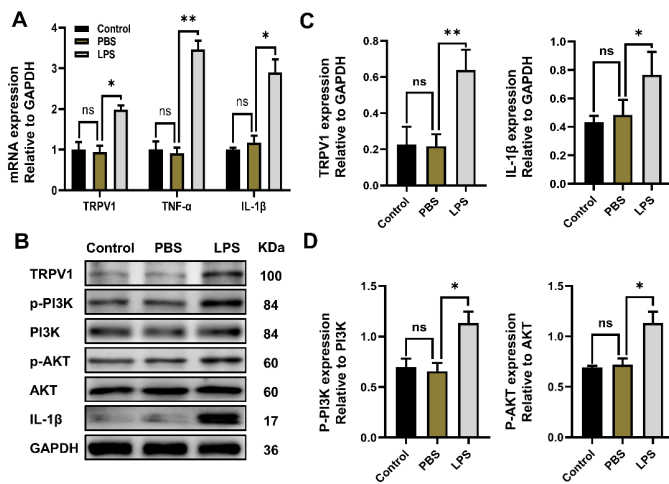 A
mRNA expression
Relative to GAPDH
4
3
2
1
0
Control
PBS
LPS
ns
*
ns
**
ns
*
TRPV1
TNF-α
IL-1β
B
Control PBS LPS KDa
TRPV1 100
p-PI3K 84
PI3K 84
p-AKT 60
AKT 60
IL-1β 17
GAPDH 36
C
TRPV1 expression
Relative to GAPDH
0.8
0.6
0.4
0.2
0.0
ns
**
Control
PBS
LPS
IL-1β expression
Relative to GAPDH
1.0
0.8
0.6
0.4
0.2
0.0
ns
*
Control
PBS
LPS
D
P-PI3K expression
Relative to PI3K
1.5
1.0
0.5
0.0
ns
*
Control
PBS
LPS
P-AKT expression
Relative to AKT
1.5
1.0
0.5
0.0
ns
*
Control
PBS
LPS